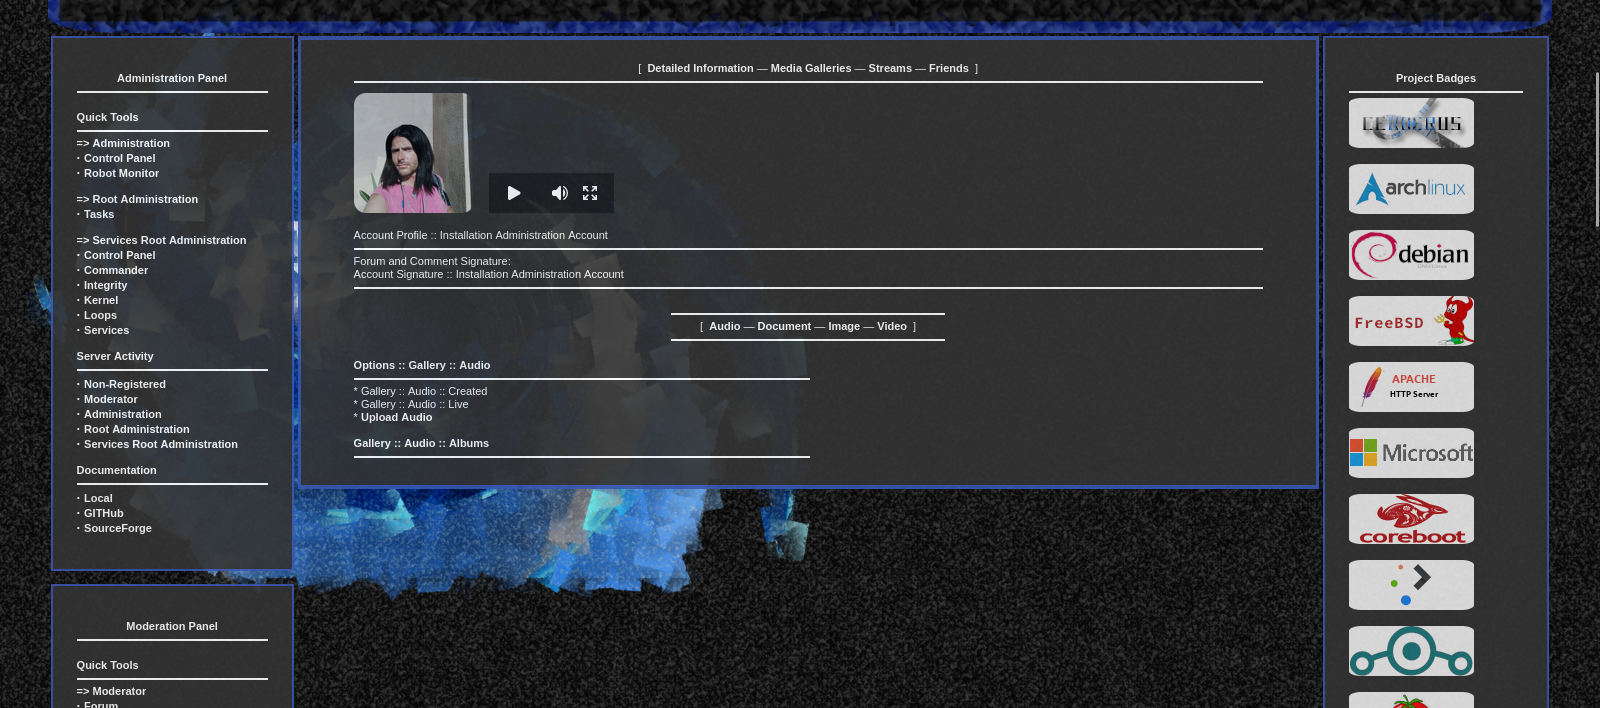 Administration Panel
Quick Tools
=> Administration
· Control Panel
· Robot Monitor
=> Root Administration
· Tasks
=> Services Root Administration
· Control Panel
· Commander
· Integrity
· Kernel
· Loops
· Services
Server Activity
· Non-Registered
· Moderator
· Administration
· Root Administration
· Services Root Administration
Documentation
· Local
· GITHub
· SourceForge
Moderation Panel
Quick Tools
=> Moderator
· Forum
[ Detailed Information — Media Galleries — Streams — Friends ]
Account Profile :: Installation Administration Account
Forum and Comment Signature:
Account Signature :: Installation Administration Account
[ Audio — Document — Image — Video ]
Options :: Gallery :: Audio
* Gallery :: Audio :: Created
* Gallery :: Audio :: Live
* Upload Audio
Gallery :: Audio :: Albums
Project Badges
CERBERUS
archlinux
debian
FreeBSD
APACHE
HTTP Server
Microsoft
coreboot